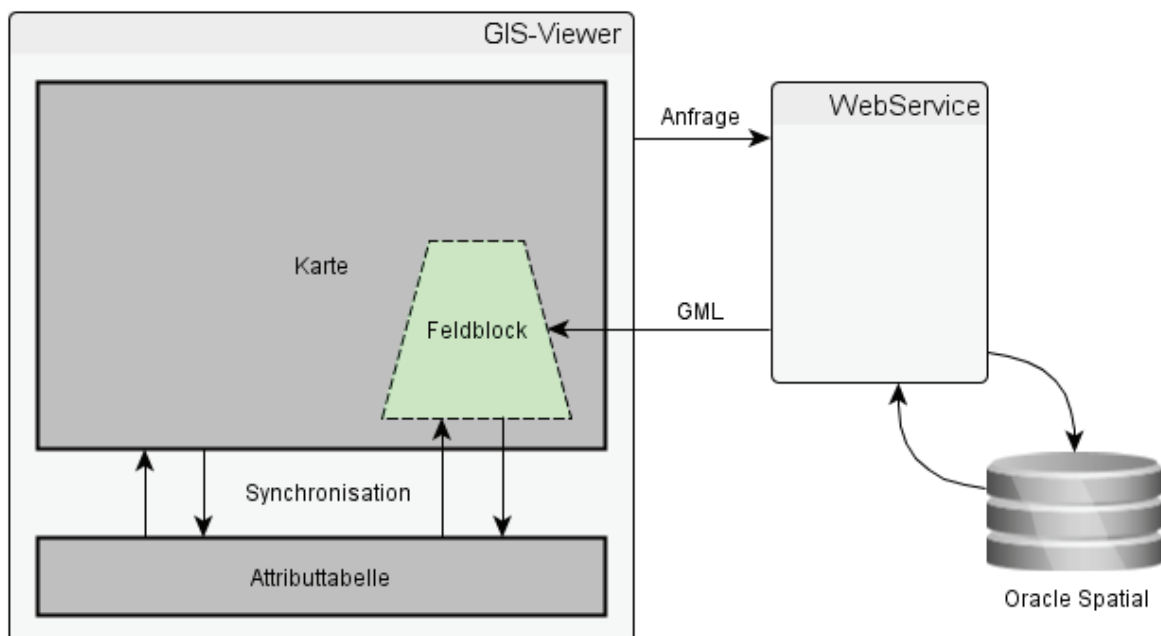 GIS-Viewer
WebService
Anfrage
Karte
Feldblock
GML
Synchronisation
Attributtabelle
Oracle Spatial